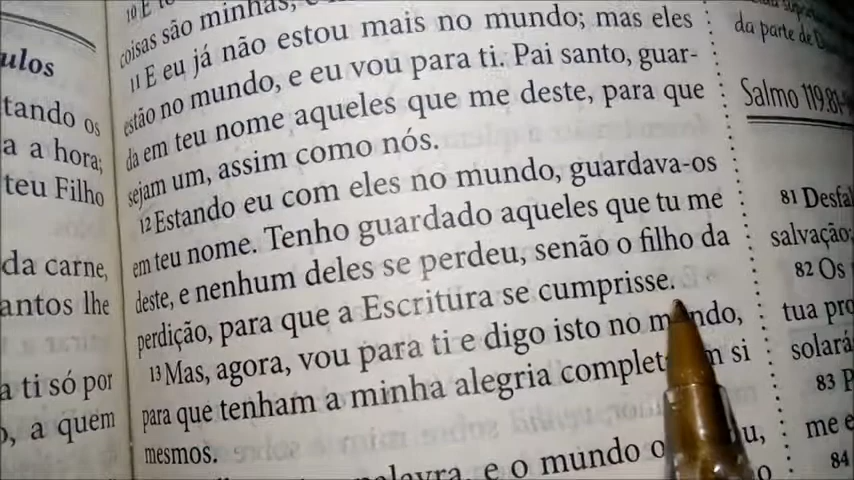 ulos
tando os
a a hora;
teu Filho
da carne,
antos lhe
a ti só por
o, a quem
10 E
coisas são minhas,
11 E eu já não estou mais no mundo; mas eles
estão no mundo, e eu vou para ti. Pai santo, guar-
da em teu nome aqueles que me deste, para que
sejam um, assim como nós.
12 Estando eu com eles no mundo, guardava-os
em teu nome. Tenho guardado aqueles que tu me
deste, e nenhum deles se perdeu, senão o filho da
perdição, para que a Escritura se cumprisse.
13 Mas, agora, vou para ti e digo isto no mundo,
para que tenham a minha alegria completa em si
mesmos.
palavra, e o mundo o
da parte de
Salmo 119.81-
81 Desfal
salvação;
82 Os
tua pro
solará
83 P
me e
84